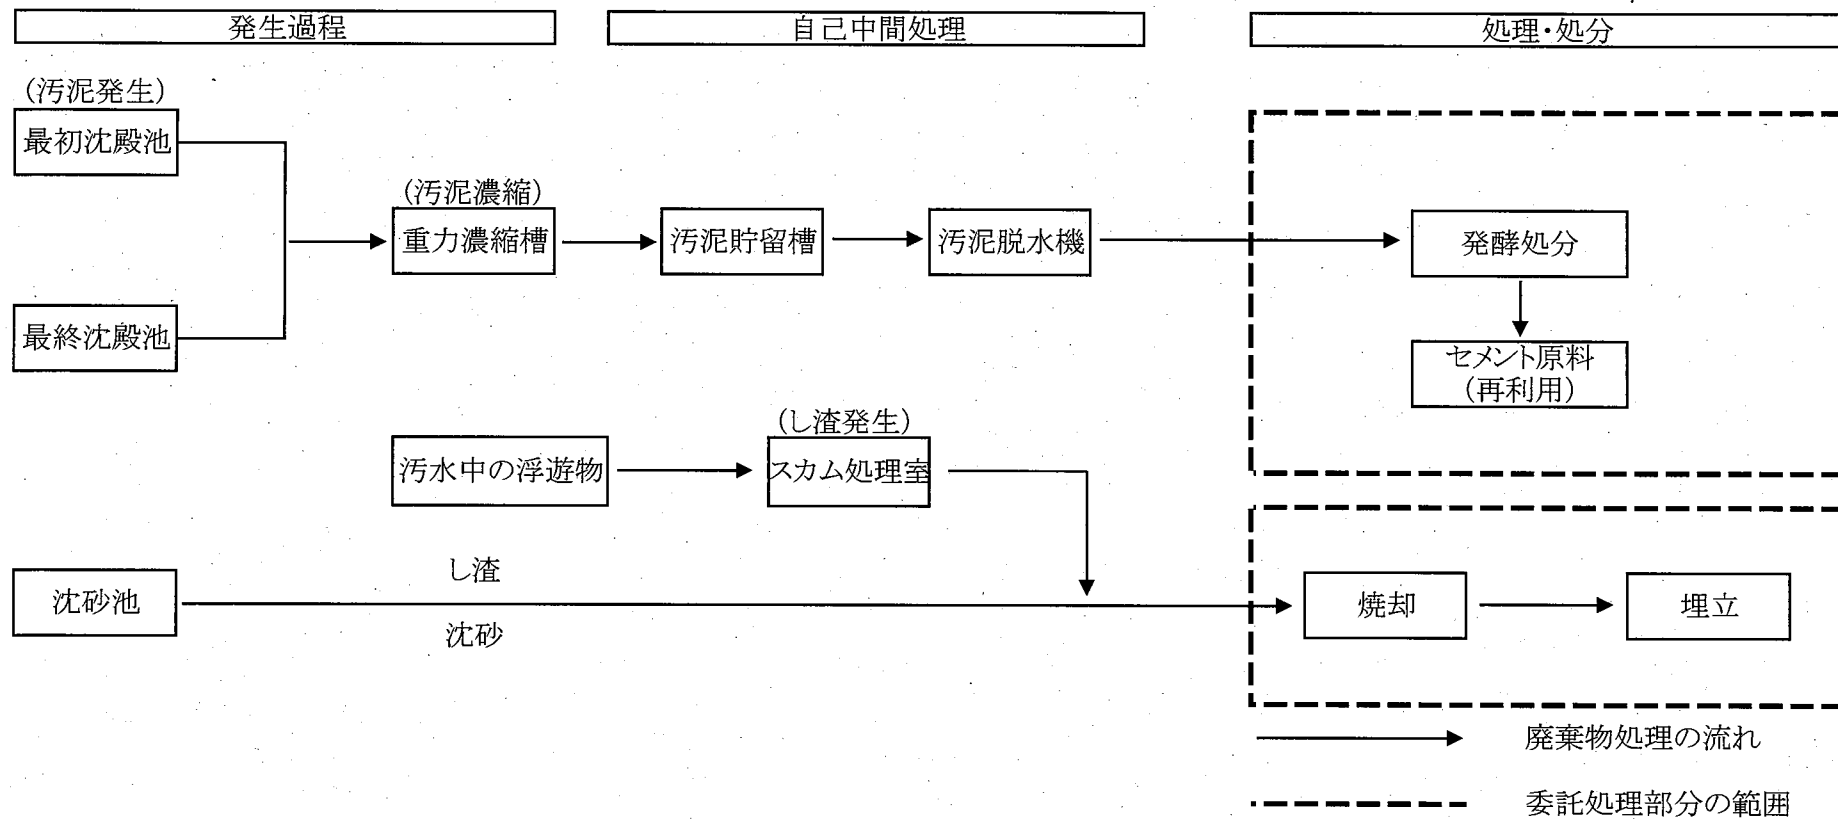 発生過程
自己中間処理
処理・処分
(汚泥発生)
最初沈殿池
(汚泥濃縮)
重力濃縮槽
汚泥貯留槽
汚泥脱水機
発酵処分
最終沈殿池
セメント原料
(再利用)
(し渣発生)
汚水中の浮遊物
スカム処理室
し渣
沈砂池
沈砂
焼却
埋立
廃棄物処理の流れ
委託処理部分の範囲